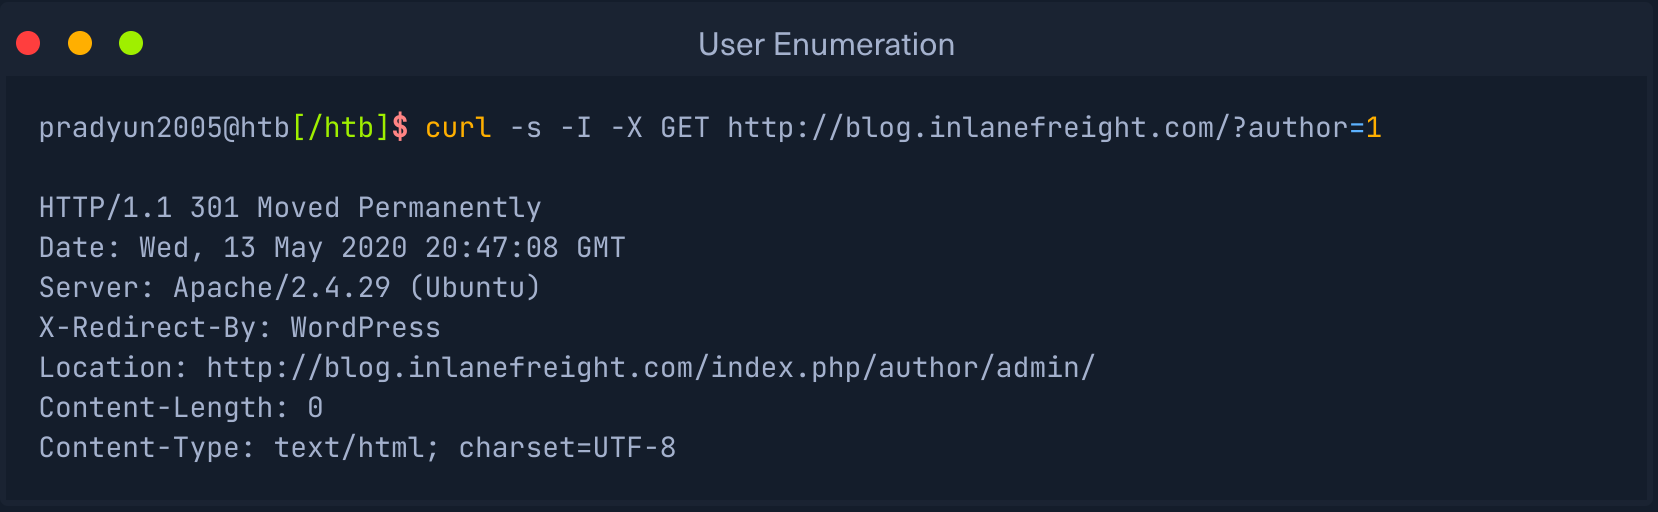 User Enumeration
pradyun2005@htb[/htb]$ curl -s -I -X GET http://blog.inlanefreight.com/?author=1
HTTP/1.1 301 Moved Permanently
Date: Wed, 13 May 2020 20:47:08 GMT
Server: Apache/2.4.29 (Ubuntu)
X-Redirect-By: WordPress
Location: http://blog.inlanefreight.com/index.php/author/admin/
Content-Length: 0
Content-Type: text/html; charset=UTF-8